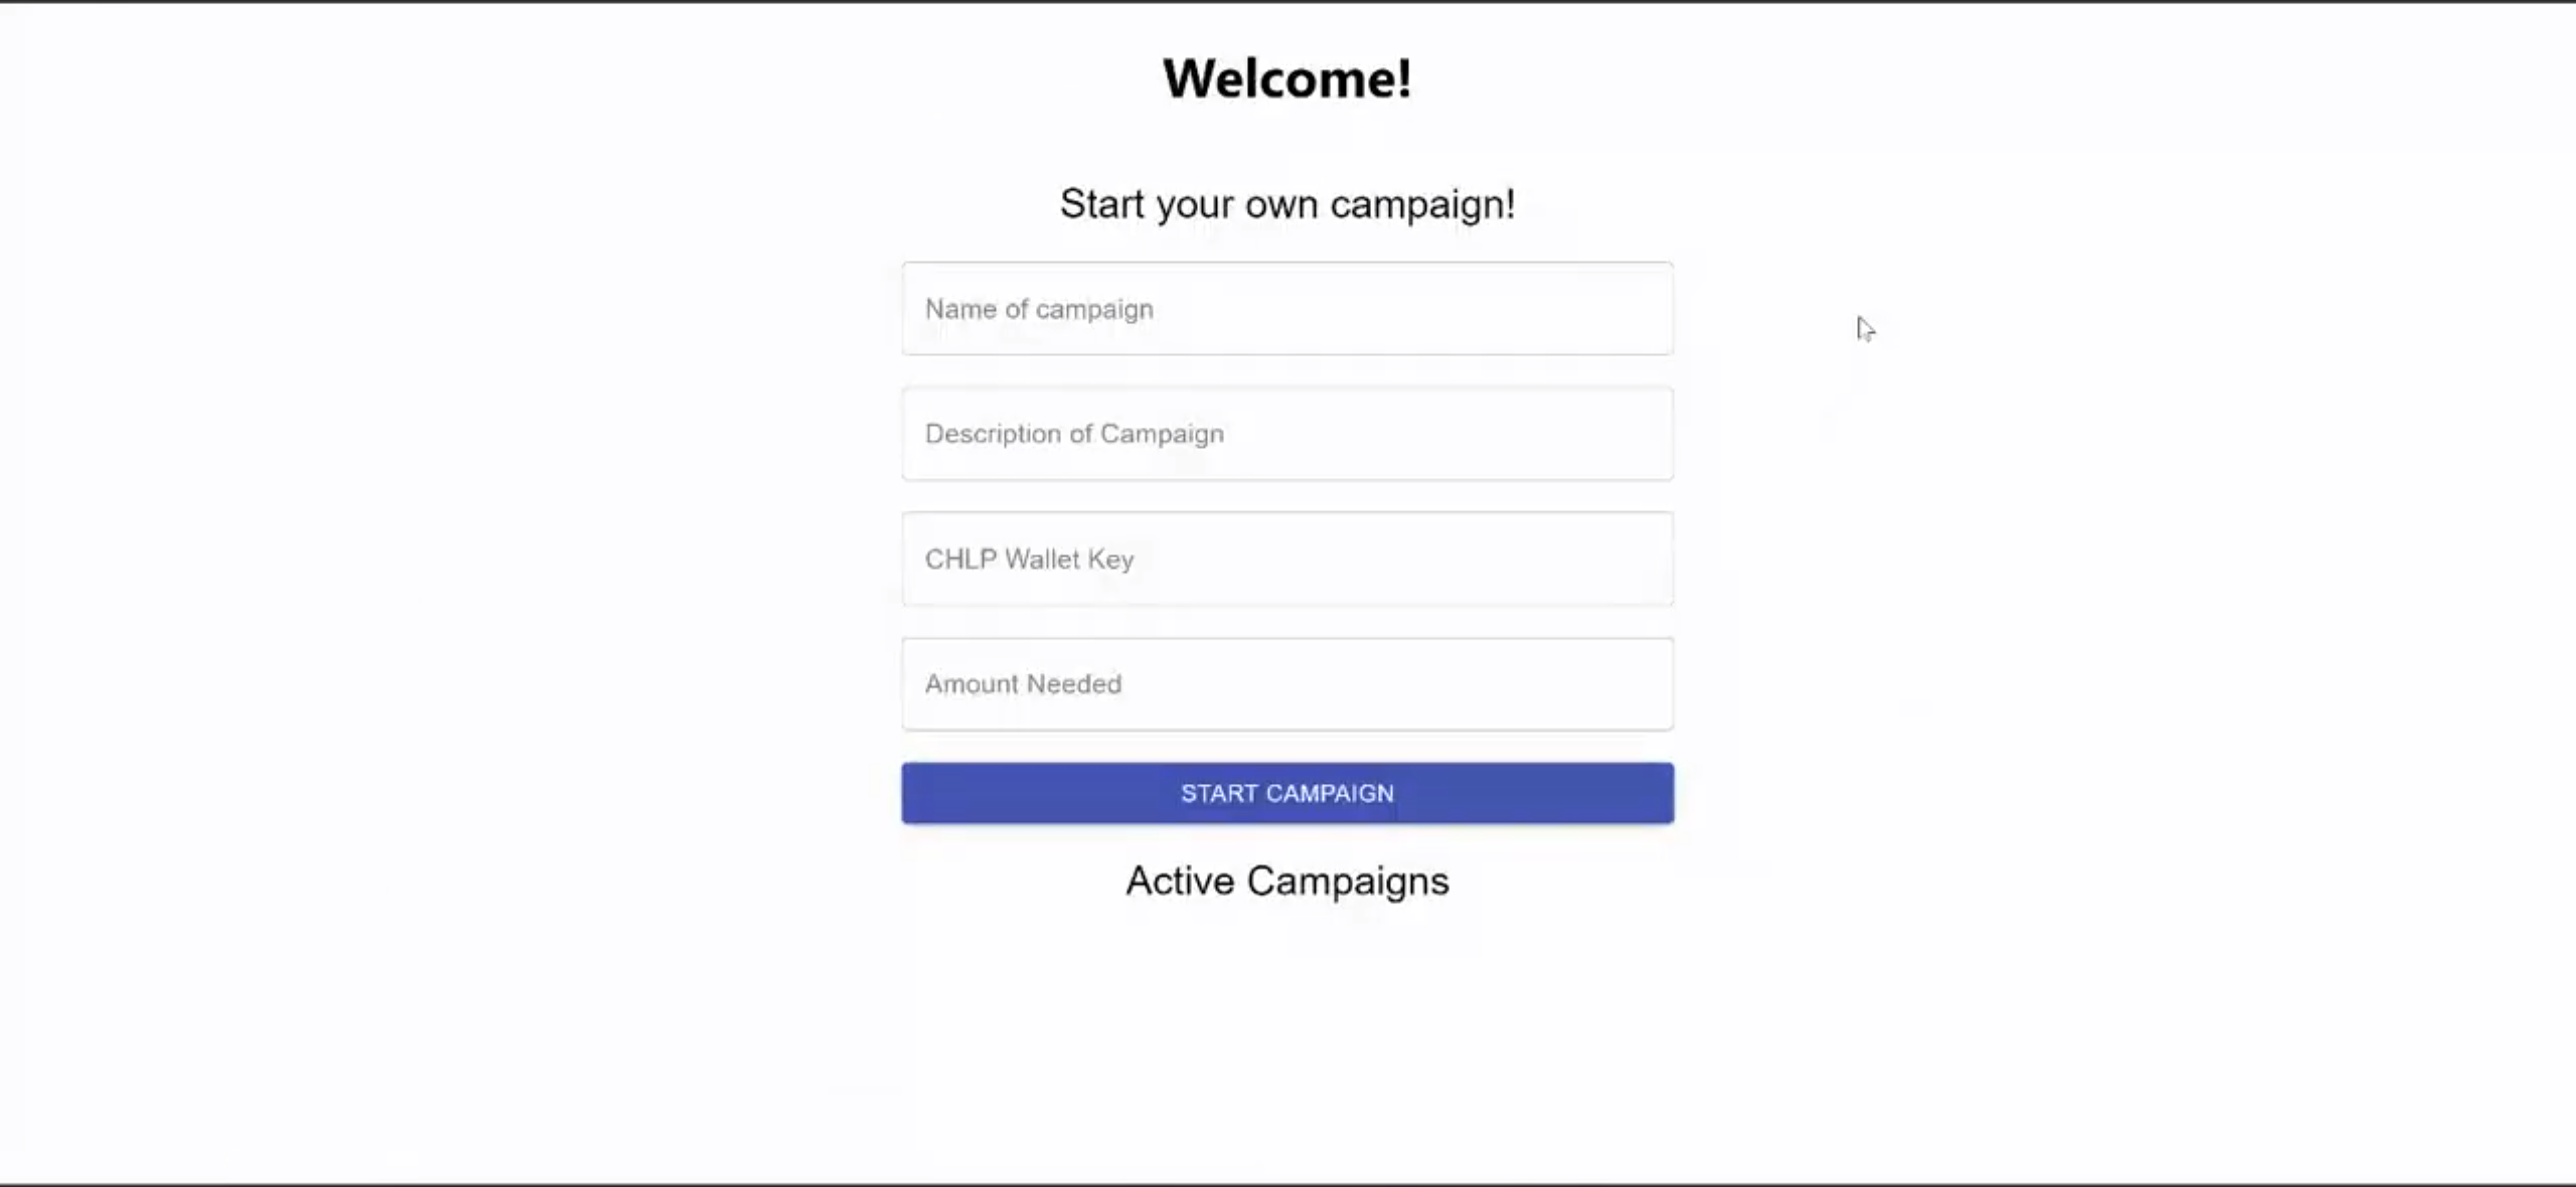 Welcome!
Start your own campaign!
Name of campaign
Description of Campaign
CHLP Wallet Key
Amount Needed
START CAMPAIGN
Active Campaigns